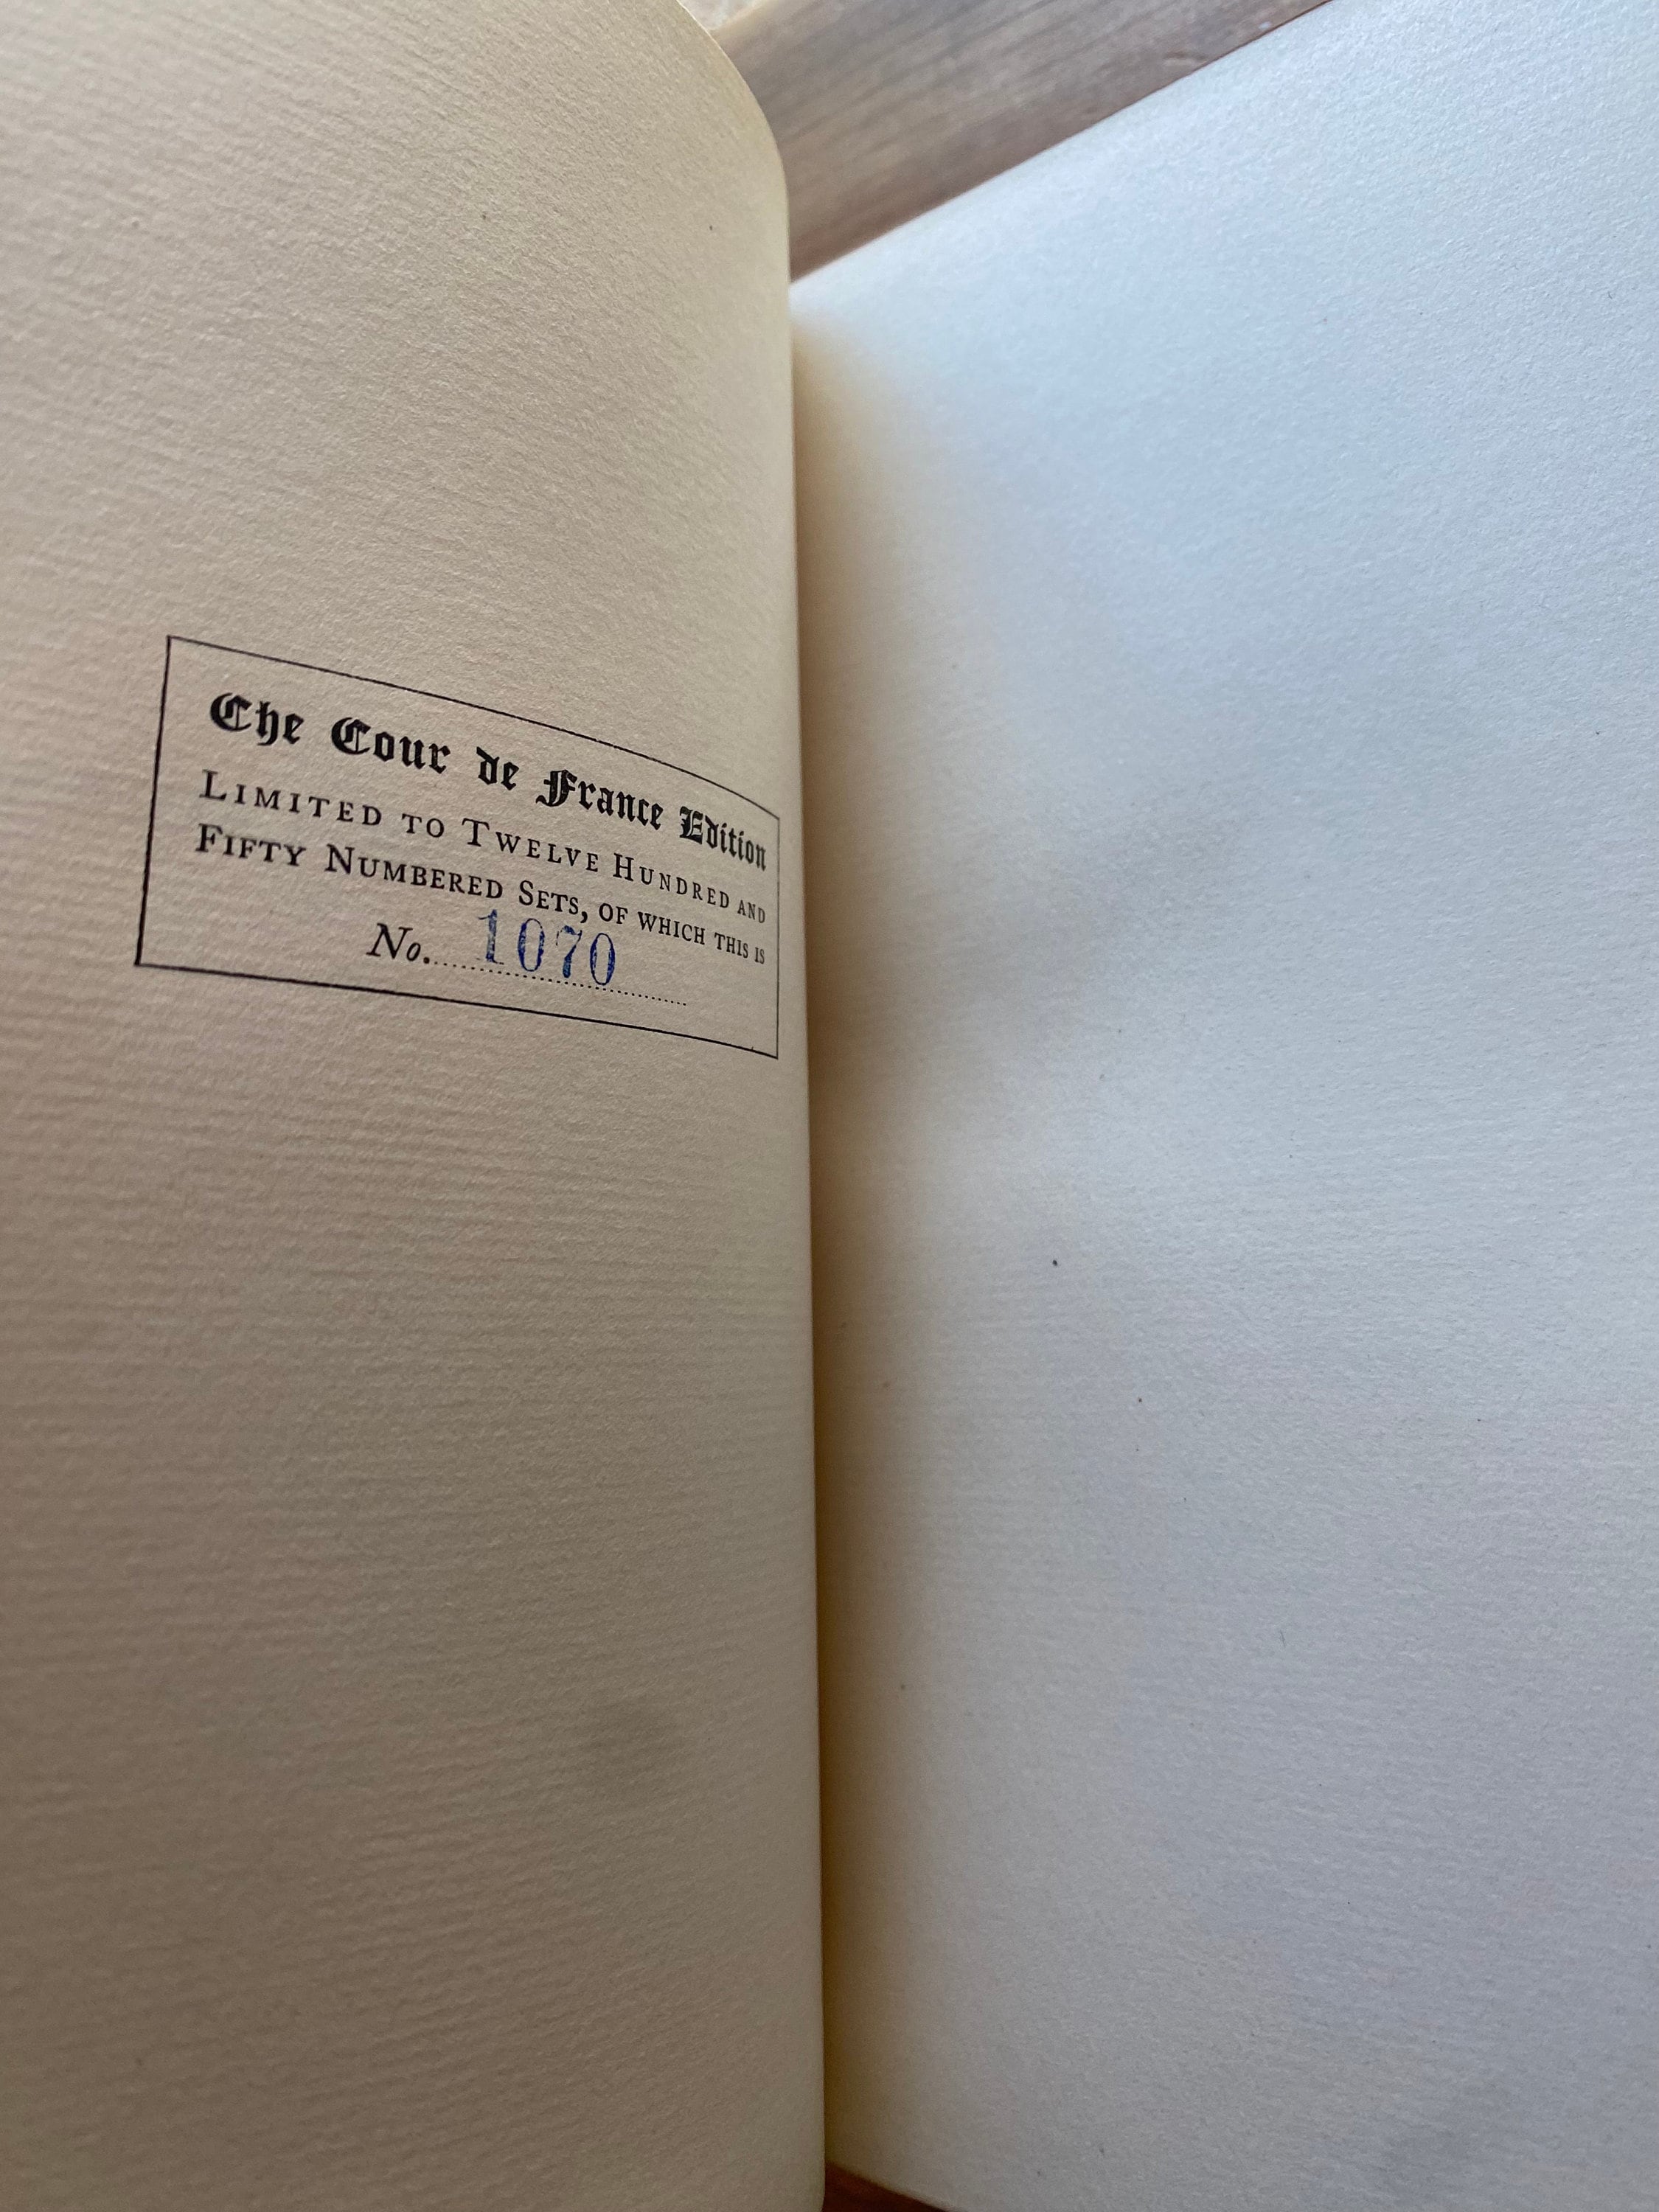 The Cour de France Edition
LIMITED TO TWELVE HUNDRED AND
FIFTY NUMBERED SETS, OF WHICH THIS IS
No. 1070